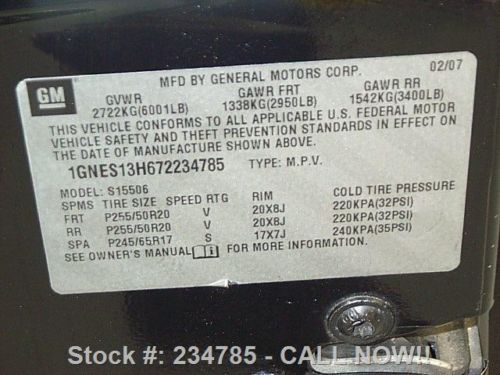 MFD BY GENERAL MOTORS CORP. 02/07
GM GVWR GAWR FRT GAWR RR
2722KG(6001LB) 1338KG(2950LB) 1542KG(3400LB)
THIS VEHICLE CONFORMS TO ALL APPLICABLE U.S. FEDERAL MOTOR
VEHICLE SAFETY AND THEFT PREVENTION STANDARDS IN EFFECT ON
THE DATE OF MANUFACTURE SHOWN ABOVE.
1GNES13H672234785 TYPE: M.P.V.
MODEL: S15506
SPMS TIRE SIZE SPEED RTG RIM COLD TIRE PRESSURE
FRT P255/50R20 V 20X8J 220KPA(32PSI)
RR P255/50R20 V 20X8J 220KPA(32PSI)
SPA P245/65R17 S 17X7J 240KPA(35PSI)
SEE OWNER'S MANUAL FOR MORE INFORMATION
Stock #: 234785 - CALL NOW!!